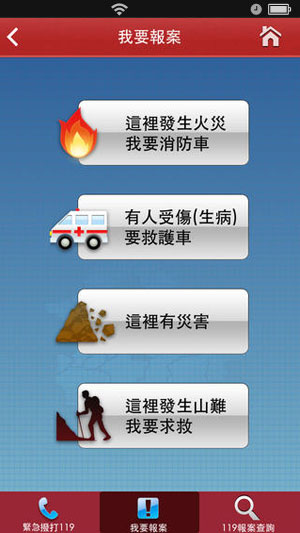 我要報案
這裡發生火災
我要消防車
有人受傷(生病)
要救護車
這裡有災害
這裡發生山難
我要求救
緊急撥打119
我要報案
119報案查詢